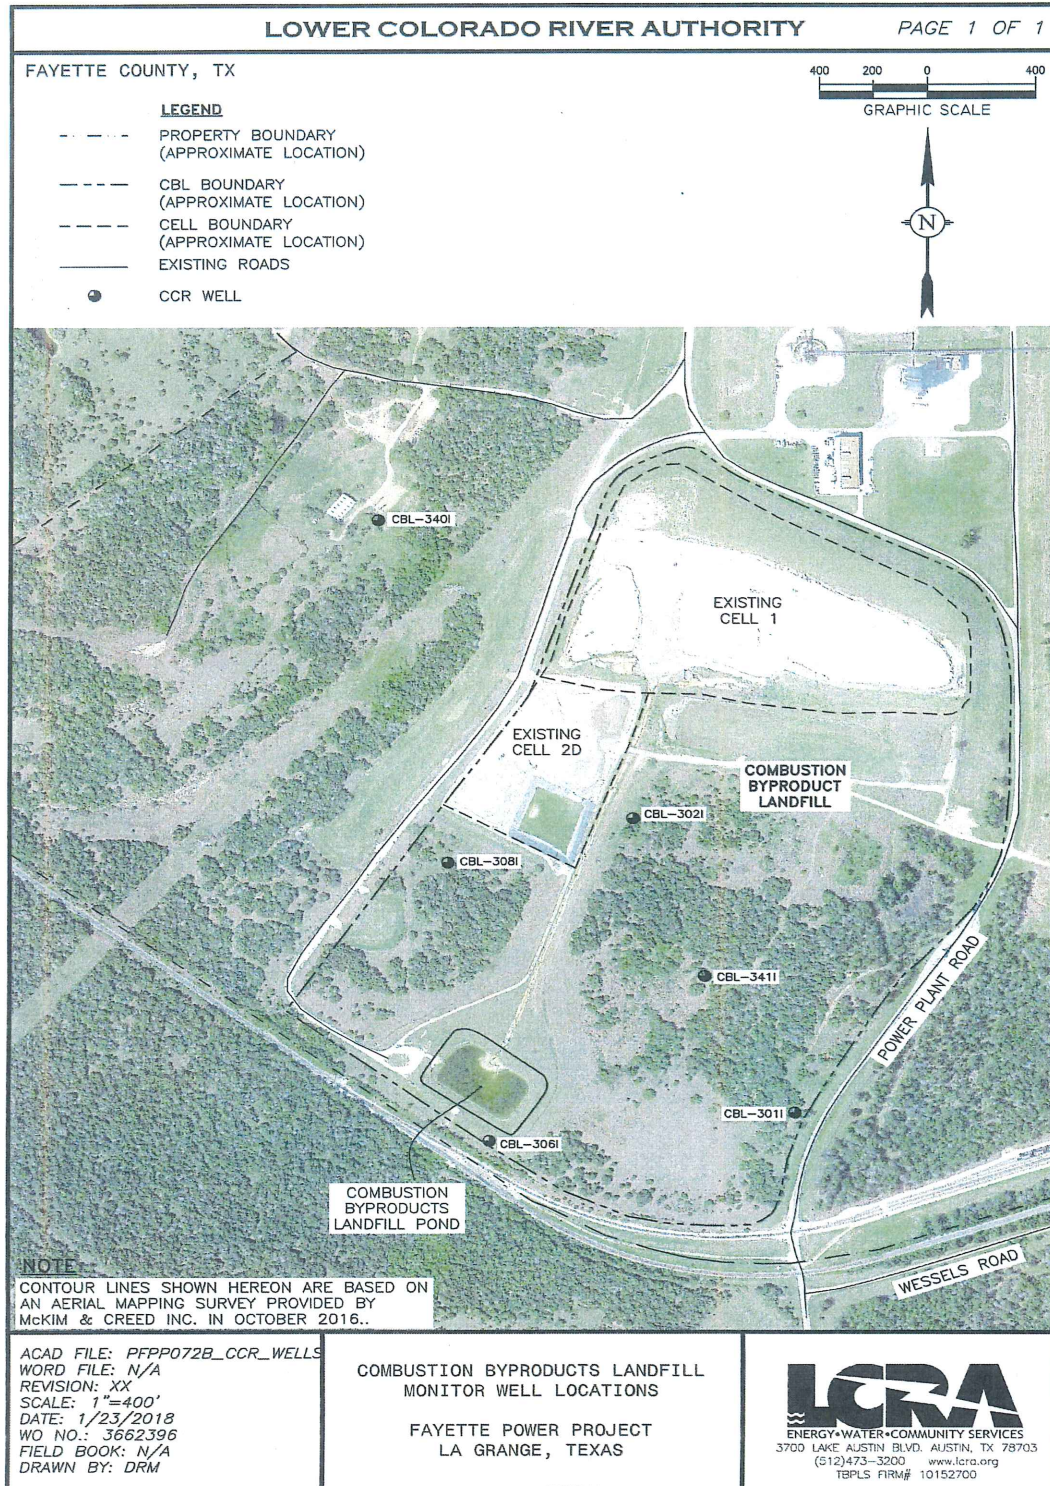 LOWER COLORADO RIVER AUTHORITY
PAGE 1 OF 1
FAYETTE COUNTY, TX
400 200 0 400
GRAPHIC SCALE
N
LEGEND
PROPERTY BOUNDARY
(APPROXIMATE LOCATION)
CBL BOUNDARY
(APPROXIMATE LOCATION)
CELL BOUNDARY
(APPROXIMATE LOCATION)
EXISTING ROADS
CCR WELL
CBL-340I
EXISTING
CELL 1
EXISTING
CELL 2D
COMBUSTION
BYPRODUCT
LANDFILL
CBL-302I
CBL-308I
CBL-341I
POWER PLANT ROAD
CBL-301I
CBL-306I
COMBUSTION
BYPRODUCTS
LANDFILL POND
WESSELS ROAD
NOTE:
CONTOUR LINES SHOWN HEREON ARE BASED ON
AN AERIAL MAPPING SURVEY PROVIDED BY
McKIM & CREED INC. IN OCTOBER 2016..
ACAD FILE: PFPP072B_CCR_WELLS
WORD FILE: N/A
REVISION: XX
SCALE: 1"=400'
DATE: 1/23/2018
WO NO.: 3662396
FIELD BOOK: N/A
DRAWN BY: DRM
COMBUSTION BYPRODUCTS LANDFILL
MONITOR WELL LOCATIONS
FAYETTE POWER PROJECT
LA GRANGE, TEXAS
LCRA
ENERGY•WATER•COMMUNITY SERVICES
3700 LAKE AUSTIN BLVD. AUSTIN, TX 78703
(512)473-3200 www.lcra.org
TBPLS FIRM# 10152700